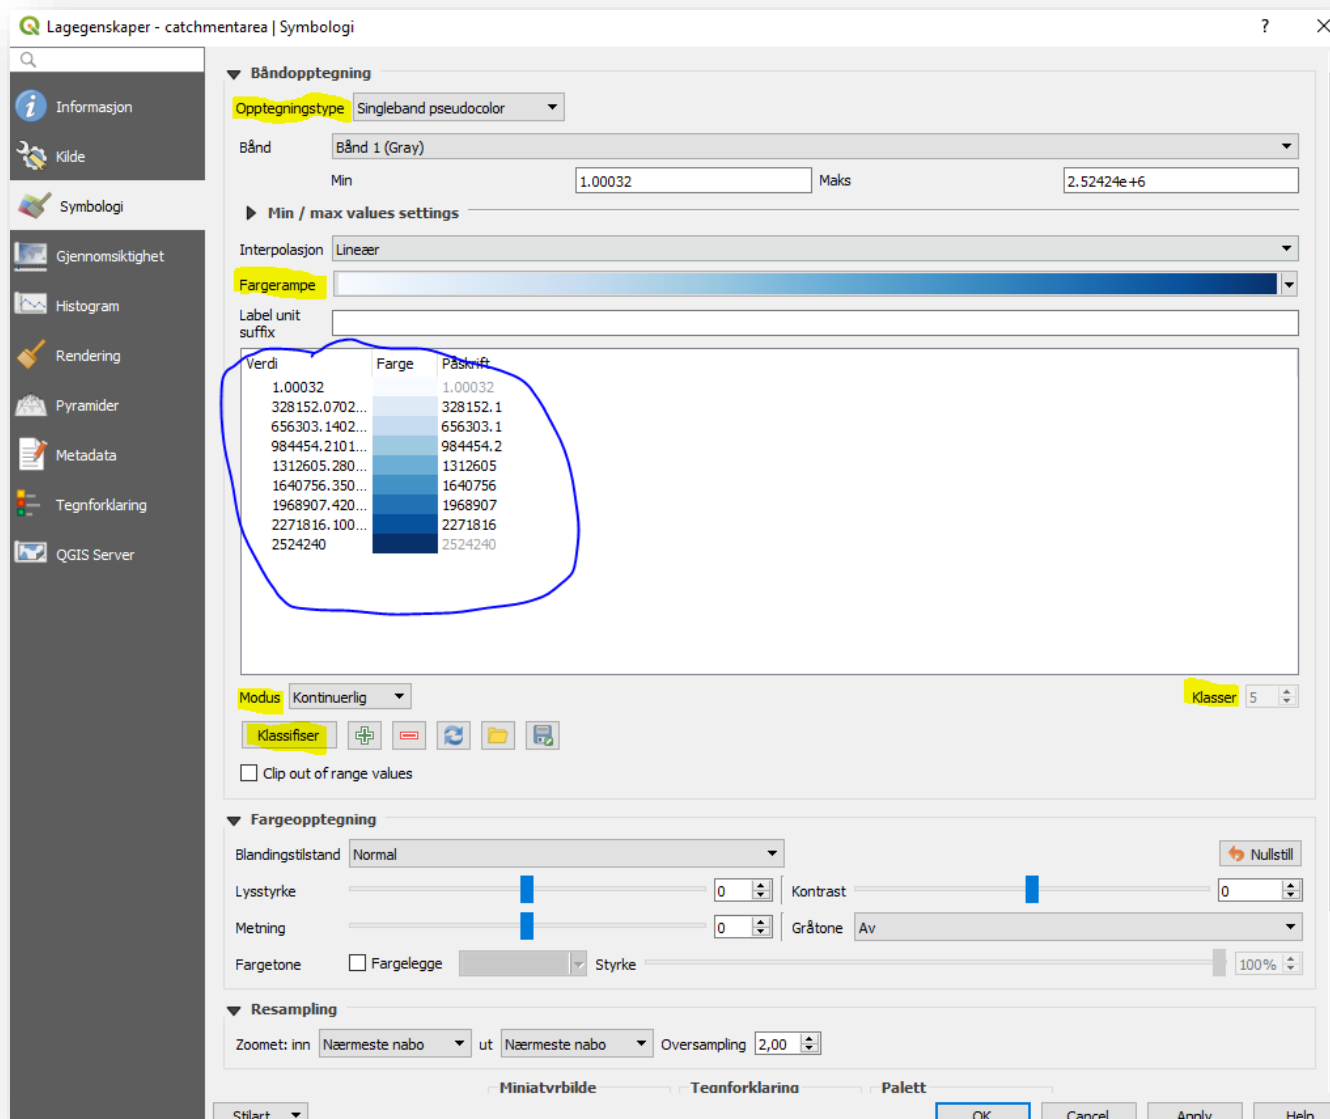 Lagegenskaper - catchmentarea | Symbologi ?
Informasjon
Kilde
Symbologi
Gjennomsiktighet
Histogram
Rendering
Pyramider
Metadata
Tegnforklaring
QGIS Server
Båndopptegning
Opptegningstype Singleband pseudocolor
Bånd Bånd 1 (Gray)
Min 1.00032 Maks 2.52424e+6
Min / max values settings
Interpolasjon Lineær
Fargerampe
Label unit
suffix
Verdi Farge Påskrift
1.00032 1.00032
328152.0702... 328152.1
656303.1402... 656303.1
984454.2101... 984454.2
1312605.280... 1312605
1640756.350... 1640756
1968907.420... 1968907
2271816.100... 2271816
2524240 2524240
Modus Kontinuerlig Klasser 5
Klassifiser
Clip out of range values
Fargeopptegning
Blandingstilstand Normal Nullstill
Lysstyrke 0 Kontrast 0
Metning 0 Gråtone Av
Fargetone Fargelegge Styrke 100%
Resampling
Zoomet: inn Nærmeste nabo ut Nærmeste nabo Oversampling 2,00
Miniatyrbilde Tegnforklaring Palett
Stilart OK Cancel Apply Help